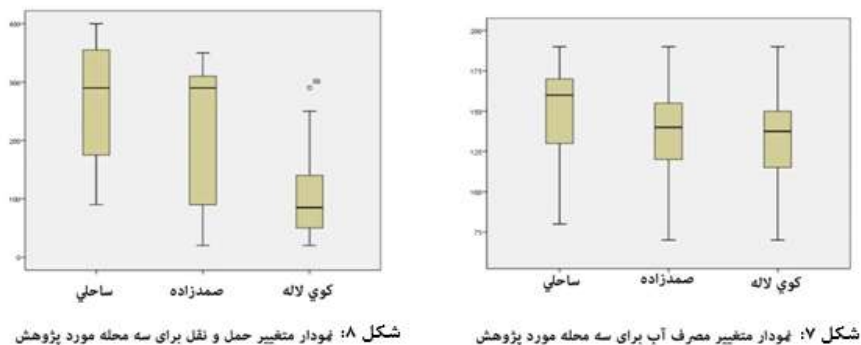 400
300
200
100
0
ساحلي
صمدزاده
كوي لاله
شکل ۸: نمودار متغییر حمل و نقل برای سه محله مورد پژوهش
200
175
150
125
100
75
ساحلي
صمدزاده
كوي لاله
شکل ۷: نمودار متغییر مصرف آب برای سه محله مورد پژوهش